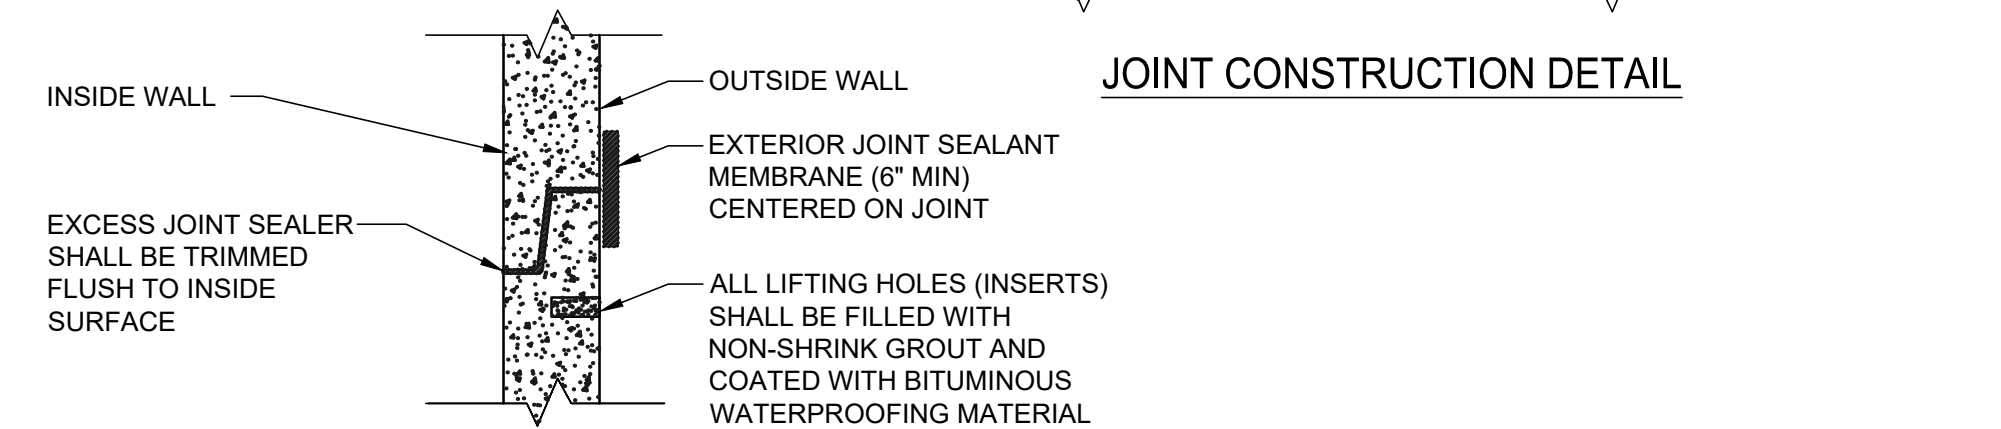 INSIDE WALL
EXCESS JOINT SEALER
SHALL BE TRIMMED
FLUSH TO INSIDE
SURFACE
OUTSIDE WALL
EXTERIOR JOINT SEALANT
MEMBRANE (6" MIN)
CENTERED ON JOINT
ALL LIFTING HOLES (INSERTS)
SHALL BE FILLED WITH
NON-SHRINK GROUT AND
COATED WITH BITUMINOUS
WATERPROOFING MATERIAL
JOINT CONSTRUCTION DETAIL